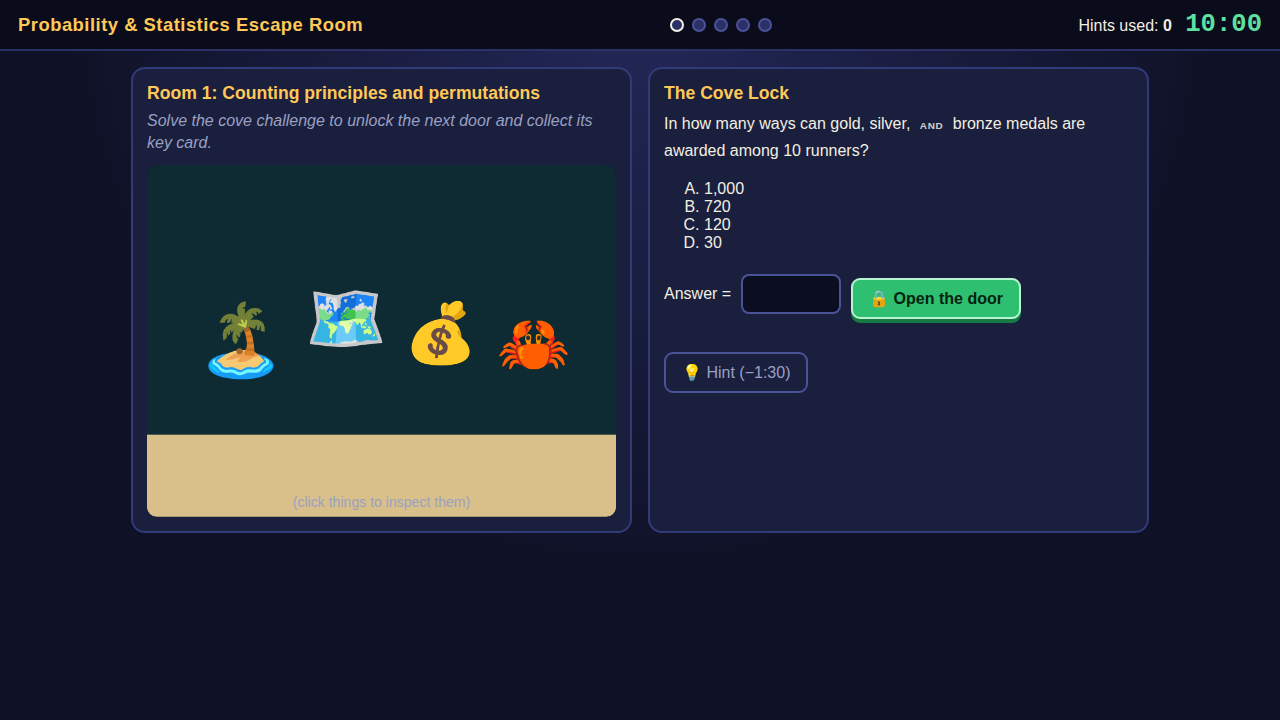 Probability & Statistics Escape Room
Hints used: 0 10:00
Room 1: Counting principles and permutations
Solve the cove challenge to unlock the next door and collect its
key card.
(click things to inspect them)
The Cove Lock
In how many ways can gold, silver, AND bronze medals are
awarded among 10 runners?
A. 1,000
B. 720
C. 120
D. 30
Answer =
🔒 Open the door
💡 Hint (−1:30)